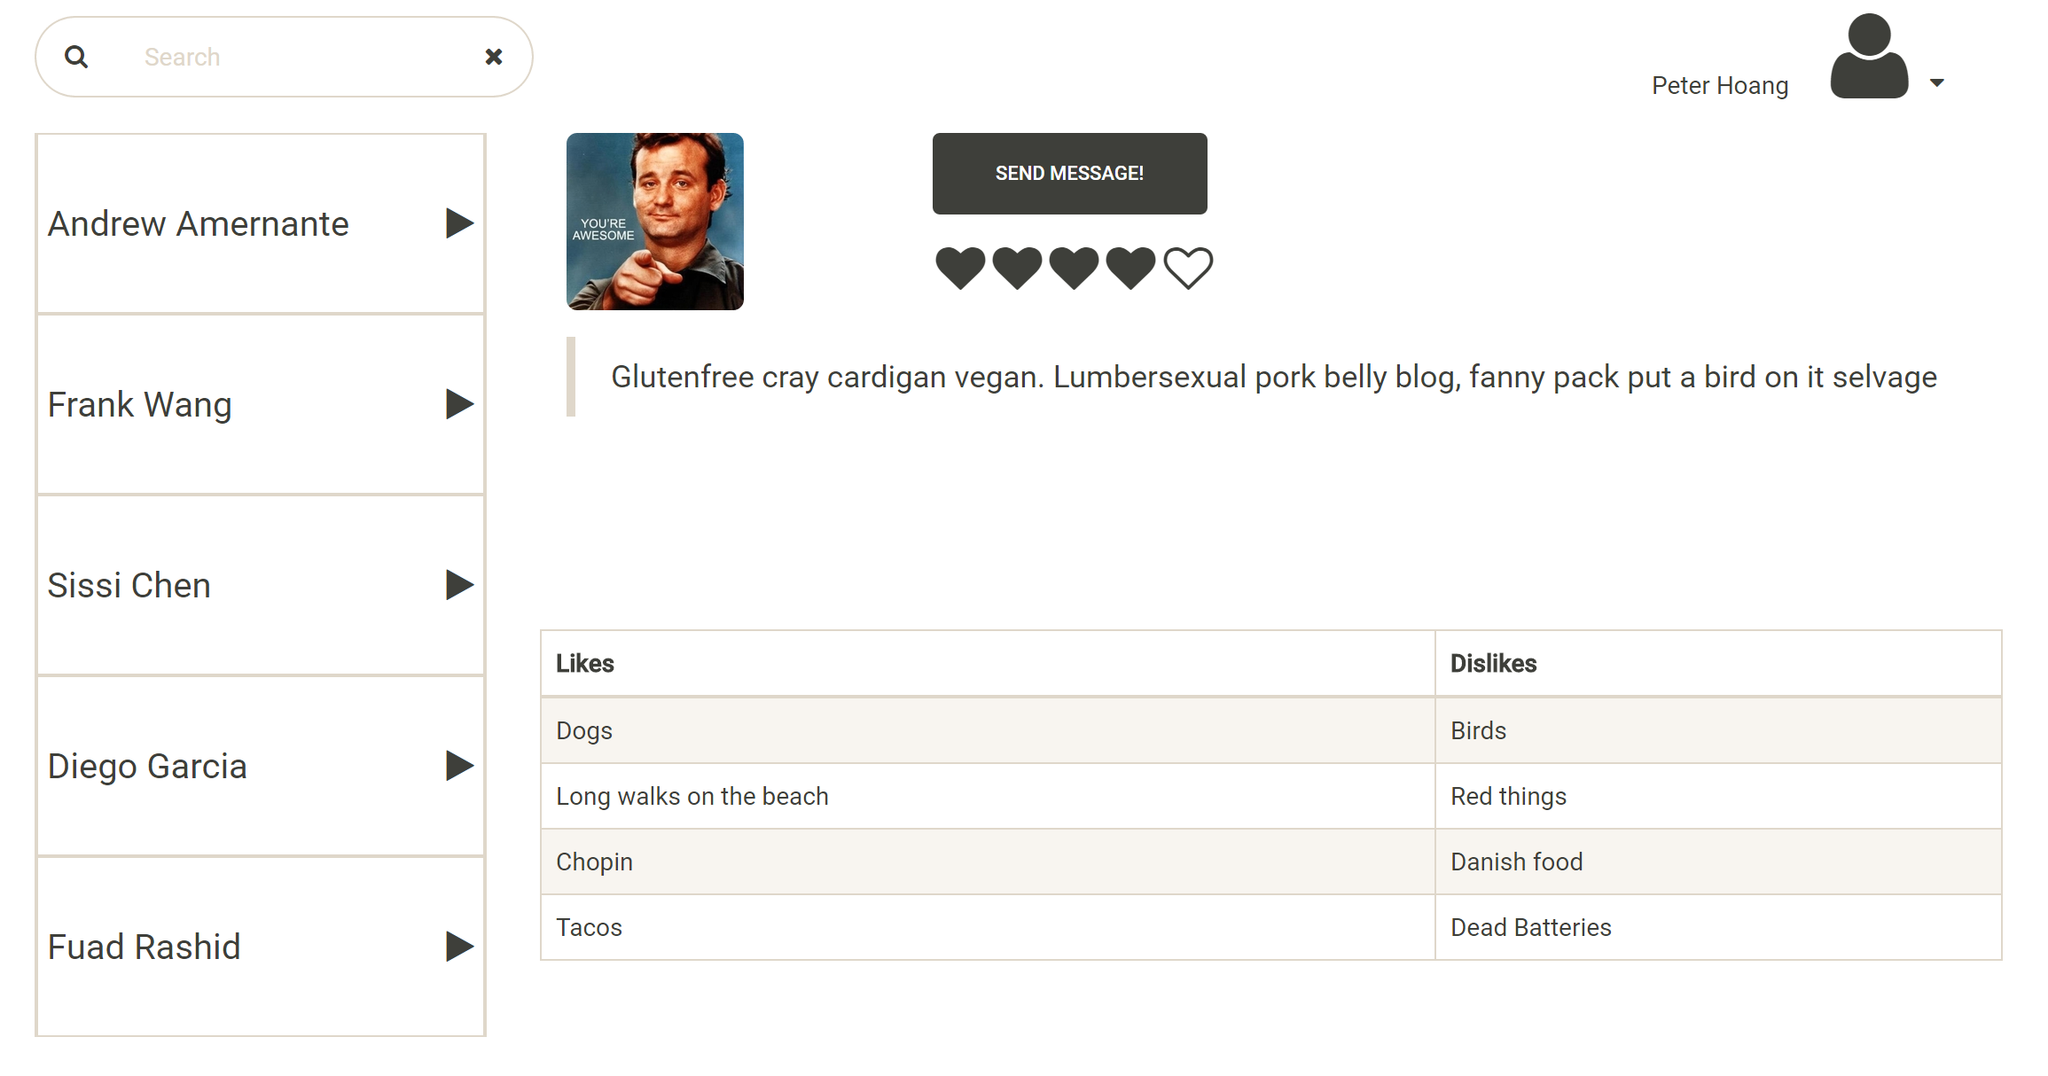 Search
Peter Hoang
Andrew Amernante
Frank Wang
Sissi Chen
Diego Garcia
Fuad Rashid
YOU'RE
AWESOME
SEND MESSAGE!
Glutenfree cray cardigan vegan. Lumbersexual pork belly blog, fanny pack put a bird on it selvage
Likes Dislikes
Dogs Birds
Long walks on the beach Red things
Chopin Danish food
Tacos Dead Batteries